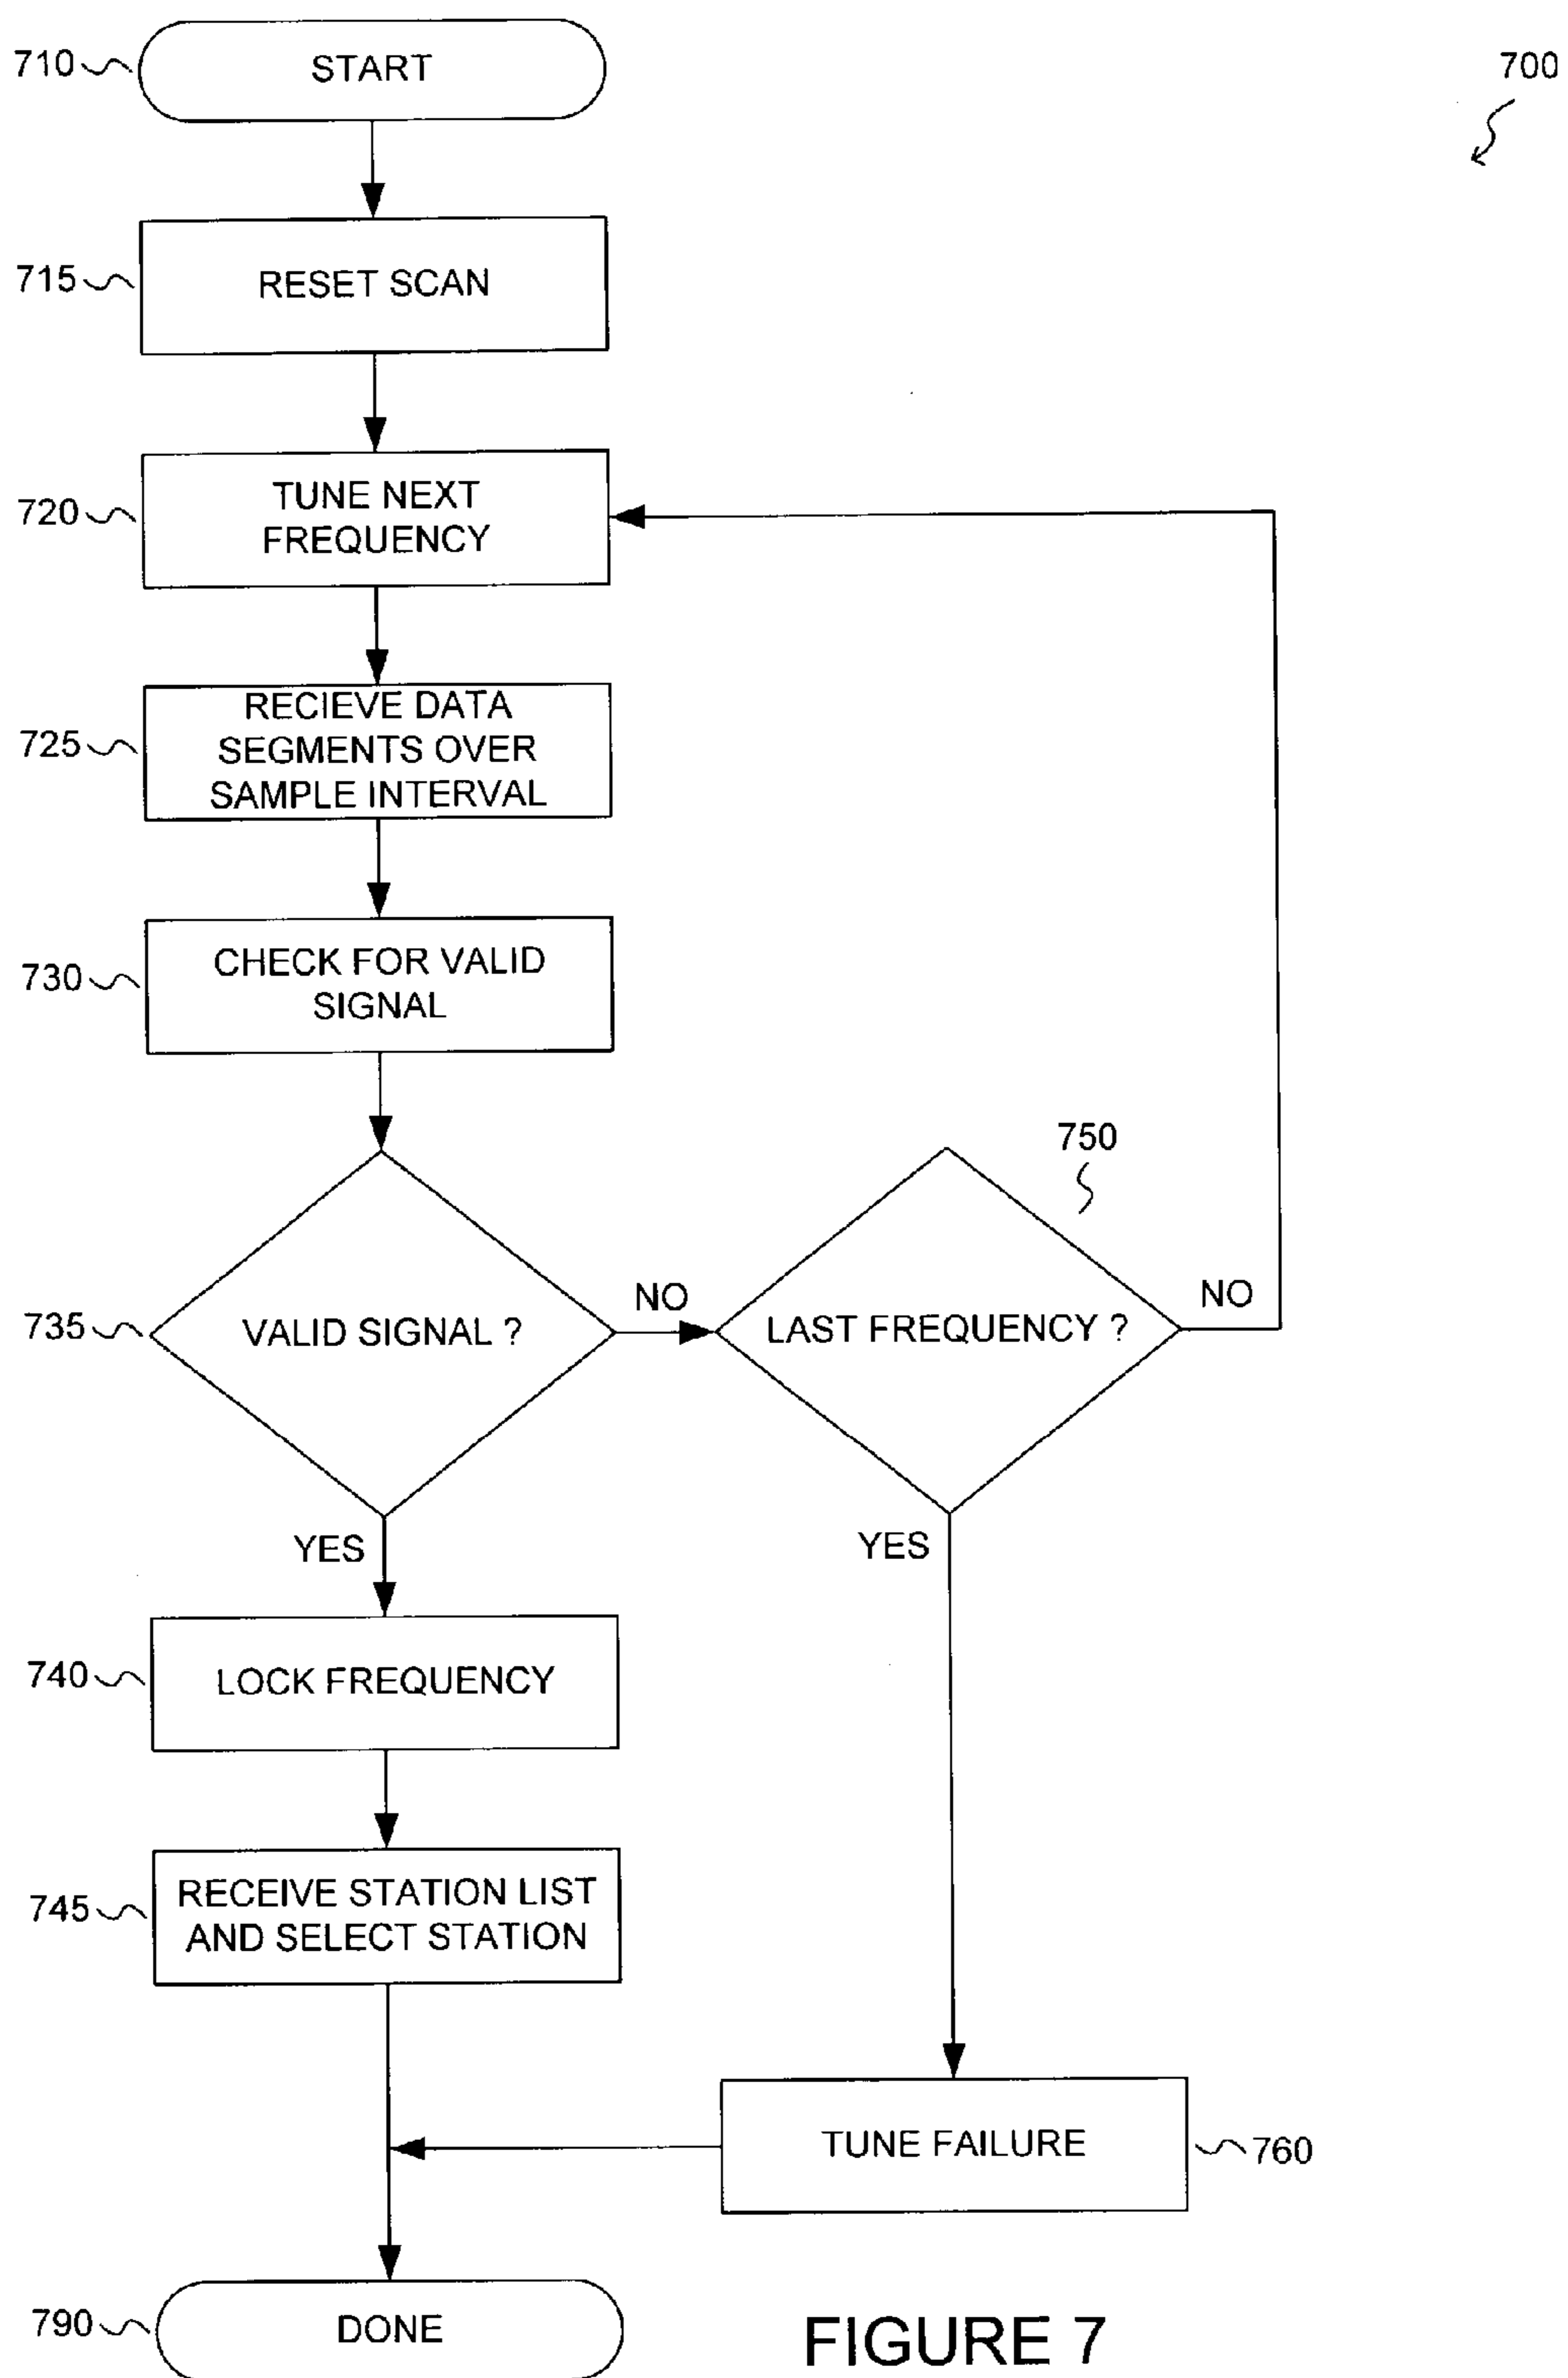 710
START
700
715
RESET SCAN
720
TUNE NEXT
FREQUENCY
725
RECIEVE DATA
SEGMENTS OVER
SAMPLE INTERVAL
730
CHECK FOR VALID
SIGNAL
750
735
VALID SIGNAL ?
NO
LAST FREQUENCY ?
NO
YES
YES
740
LOCK FREQUENCY
745
RECEIVE STATION LIST
AND SELECT STATION
TUNE FAILURE
760
790
DONE
FIGURE 7